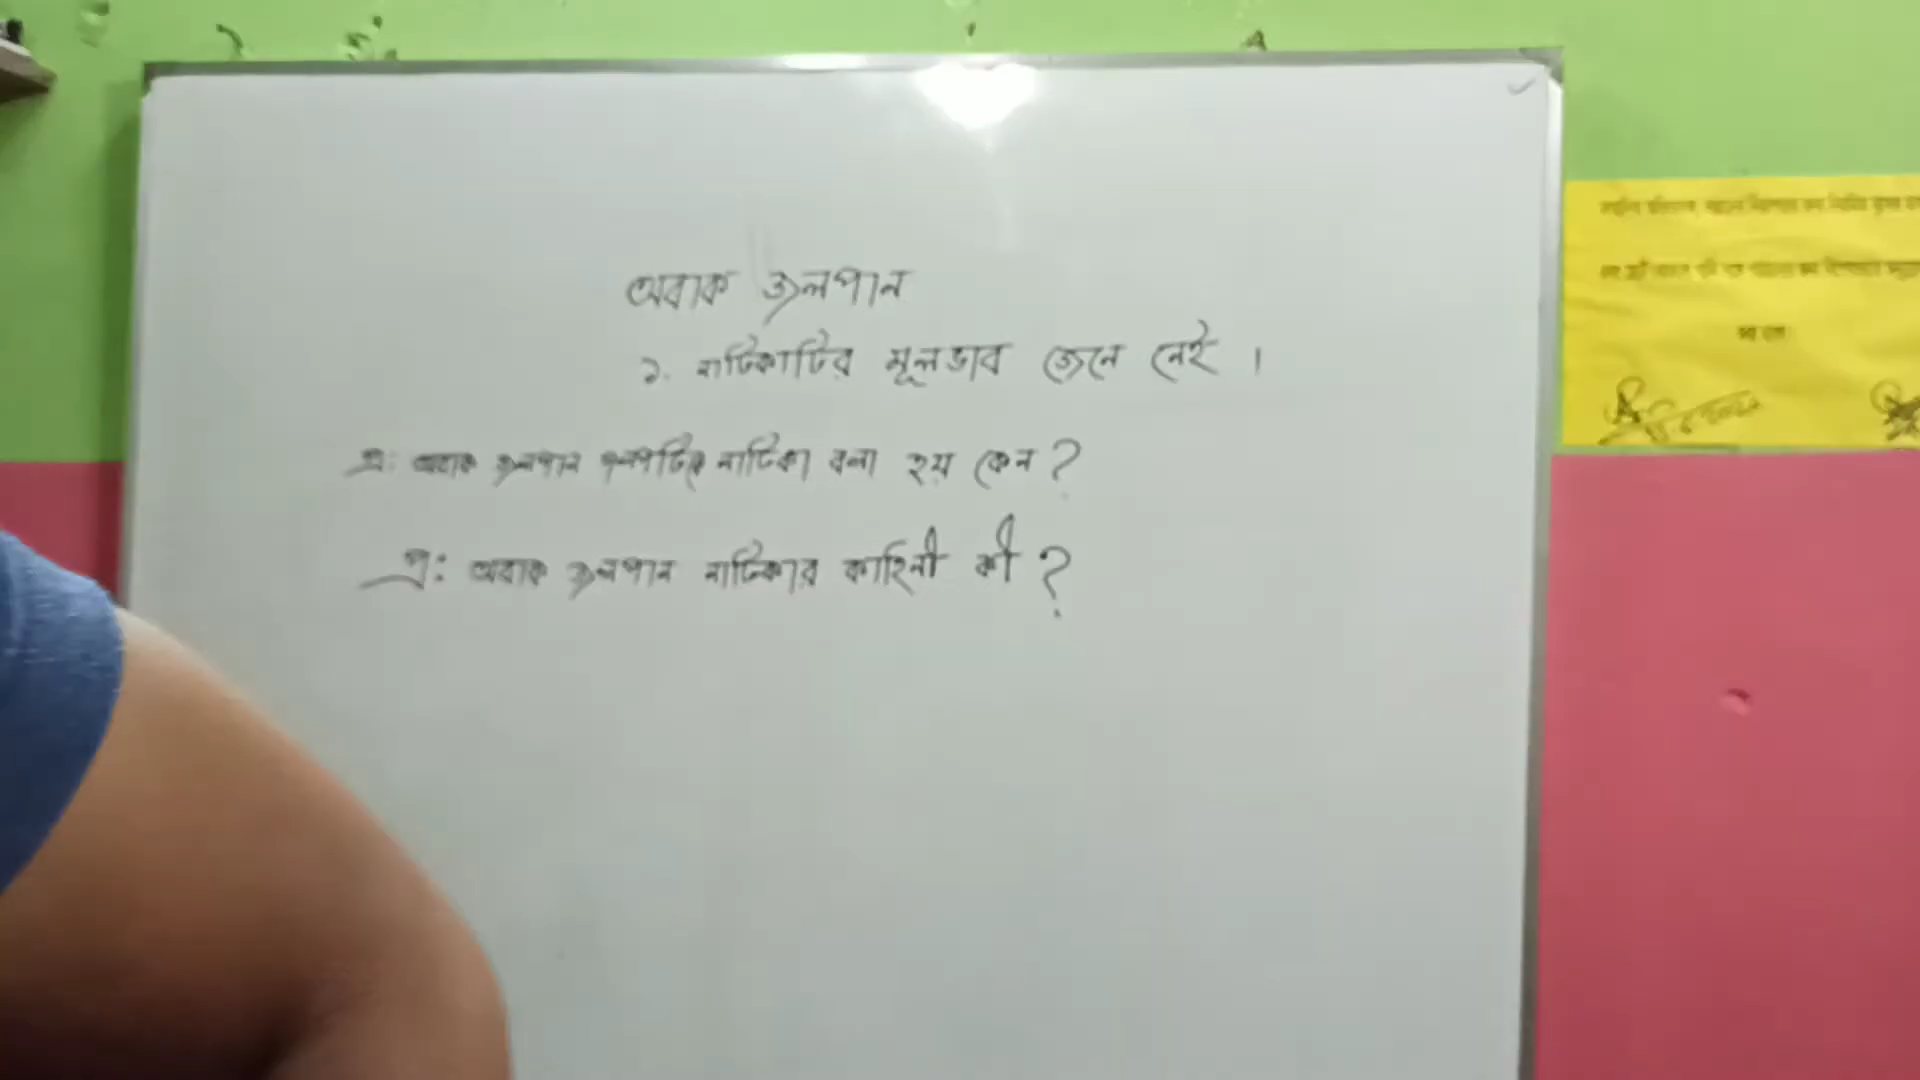 অবাক জলপান
১. নাটিকাটির মূলভাব জেনে নেই ।
প্র: অবাক জলপান গল্পটিকে নাটিকা বলা হয় কেন ?
প্র: অবাক জলপান নাটিকার কাহিনী কী ?